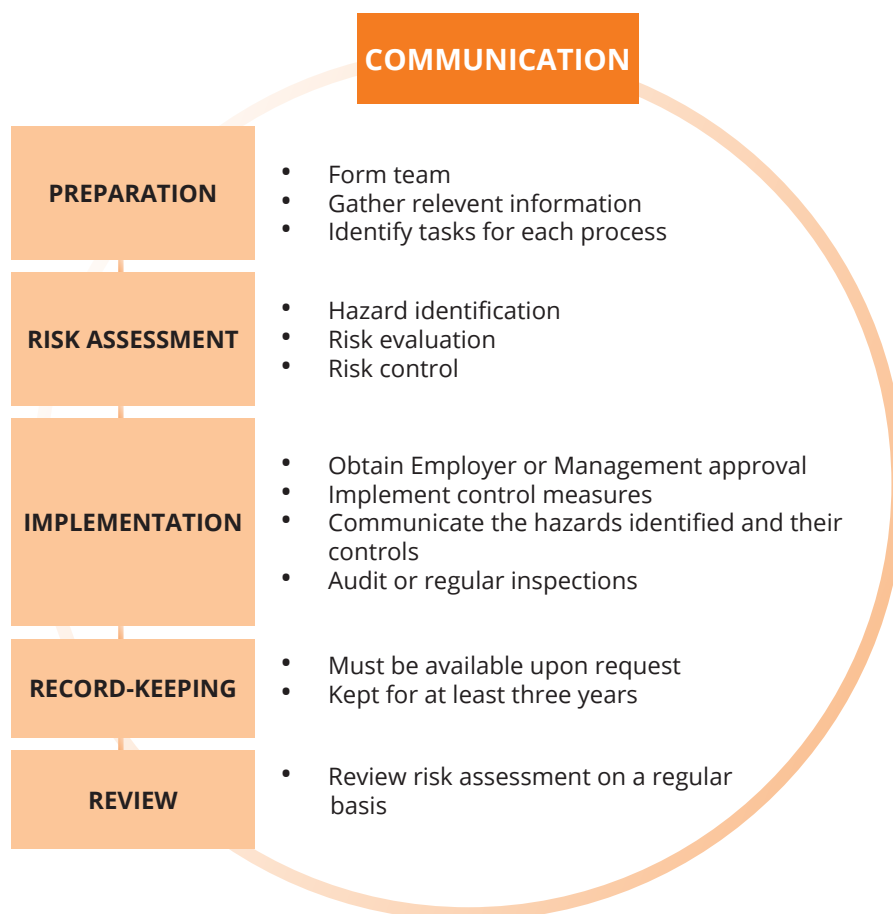 COMMUNICATION
PREPARATION
• Form team
• Gather relevent information
• Identify tasks for each process
RISK ASSESSMENT
• Hazard identification
• Risk evaluation
• Risk control
IMPLEMENTATION
• Obtain Employer or Management approval
• Implement control measures
• Communicate the hazards identified and their
controls
• Audit or regular inspections
RECORD-KEEPING
• Must be available upon request
• Kept for at least three years
REVIEW
• Review risk assessment on a regular
basis